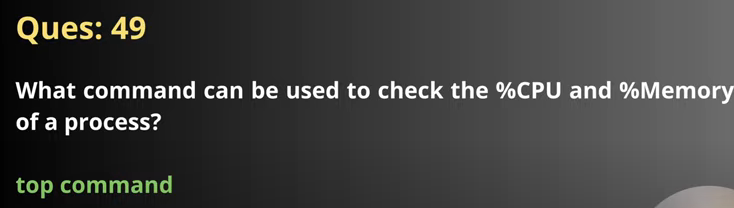 Ques: 49
What command can be used to check the %CPU and %Memory
of a process?
top command